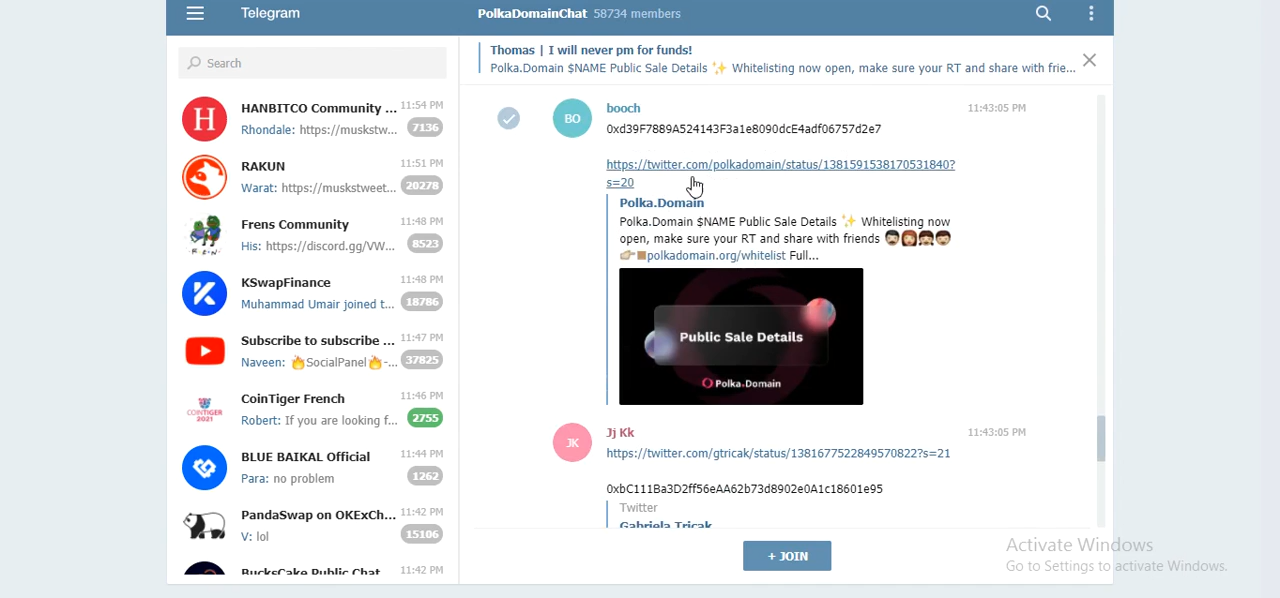 Telegram
PolkaDomainChat 58734 members
Search
HANBITCO Community ... 11:54 PM
Rhondale: https://muskstw... 7136
RAKUN 11:51 PM
Warat: https://muskstweet... 20278
Frens Community 11:48 PM
His: https://discord.gg/VW... 8523
KSwapFinance 11:48 PM
Muhammad Umair joined t... 18786
Subscribe to subscribe ... 11:47 PM
Naveen: 🔥SocialPanel🔥-... 37825
CoinTiger French 11:46 PM
Robert: If you are looking f... 2755
COINTIGER
2021
BLUE BAIKAL Official 11:44 PM
Para: no problem 1262
PandaSwap on OKExCh... 11:42 PM
V: lol 15106
BucksCake Public Chat 11:42 PM
Thomas | I will never pm for funds!
Polka.Domain $NAME Public Sale Details ✨ Whitelisting now open, make sure your RT and share with frie...
BO
booch 11:43:05 PM
0xd39F7889A524143F3a1e8090dcE4adf06757d2e7
https://twitter.com/polkadomain/status/1381591538170531840?
s=20
Polka.Domain
Polka.Domain $NAME Public Sale Details ✨ Whitelisting now
open, make sure your RT and share with friends
polkadomain.org/whitelist Full...
Public Sale Details
Polka.Domain
JK
Jj Kk 11:43:05 PM
https://twitter.com/gtricak/status/1381677522849570822?s=21
0xbC111Ba3D2ff56eAA62b73d8902e0A1c18601e95
Twitter
Gabriela Tricak
+ JOIN
Activate Windows
Go to Settings to activate Windows.